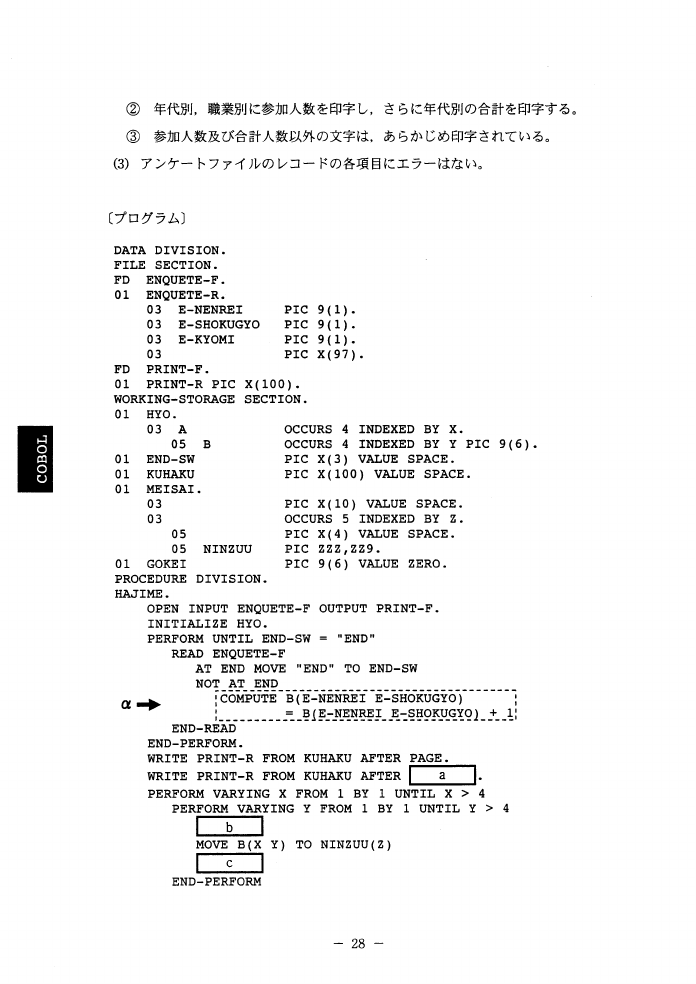 ② 年代別，職業別に参加人数を印字し，さらに年代別の合計を印字する。
③ 参加人数及び合計人数以外の文字は，あらかじめ印字されている。
(3) アンケートファイルのレコードの各項目にエラーはない。
〔プログラム〕
DATA DIVISION.
FILE SECTION.
FD  ENQUETE-F.
01  ENQUETE-R.
    03  E-NENREI     PIC 9(1).
    03  E-SHOKUGYO   PIC 9(1).
    03  E-KYOMI      PIC 9(1).
    03               PIC X(97).
FD  PRINT-F.
01  PRINT-R PIC X(100).
WORKING-STORAGE SECTION.
01  HYO.
    03  A            OCCURS 4 INDEXED BY X.
       05  B         OCCURS 4 INDEXED BY Y PIC 9(6).
01  END-SW           PIC X(3) VALUE SPACE.
01  KUHAKU           PIC X(100) VALUE SPACE.
01  MEISAI.
    03               PIC X(10) VALUE SPACE.
    03               OCCURS 5 INDEXED BY Z.
       05            PIC X(4) VALUE SPACE.
       05  NINZUU    PIC ZZZ,ZZ9.
01  GOKEI            PIC 9(6) VALUE ZERO.
PROCEDURE DIVISION.
HAJIME.
    OPEN INPUT ENQUETE-F OUTPUT PRINT-F.
    INITIALIZE HYO.
    PERFORM UNTIL END-SW = "END"
       READ ENQUETE-F
          AT END MOVE "END" TO END-SW
          NOT AT END
α → COMPUTE B(E-NENREI E-SHOKUGYO)
                    = B(E-NENREI E-SHOKUGYO) + 1
       END-READ
    END-PERFORM.
    WRITE PRINT-R FROM KUHAKU AFTER PAGE.
    WRITE PRINT-R FROM KUHAKU AFTER a .
    PERFORM VARYING X FROM 1 BY 1 UNTIL X > 4
       PERFORM VARYING Y FROM 1 BY 1 UNTIL Y > 4
          b
          MOVE B(X Y) TO NINZUU(Z)
          c
       END-PERFORM
COBOL
－ 28 －